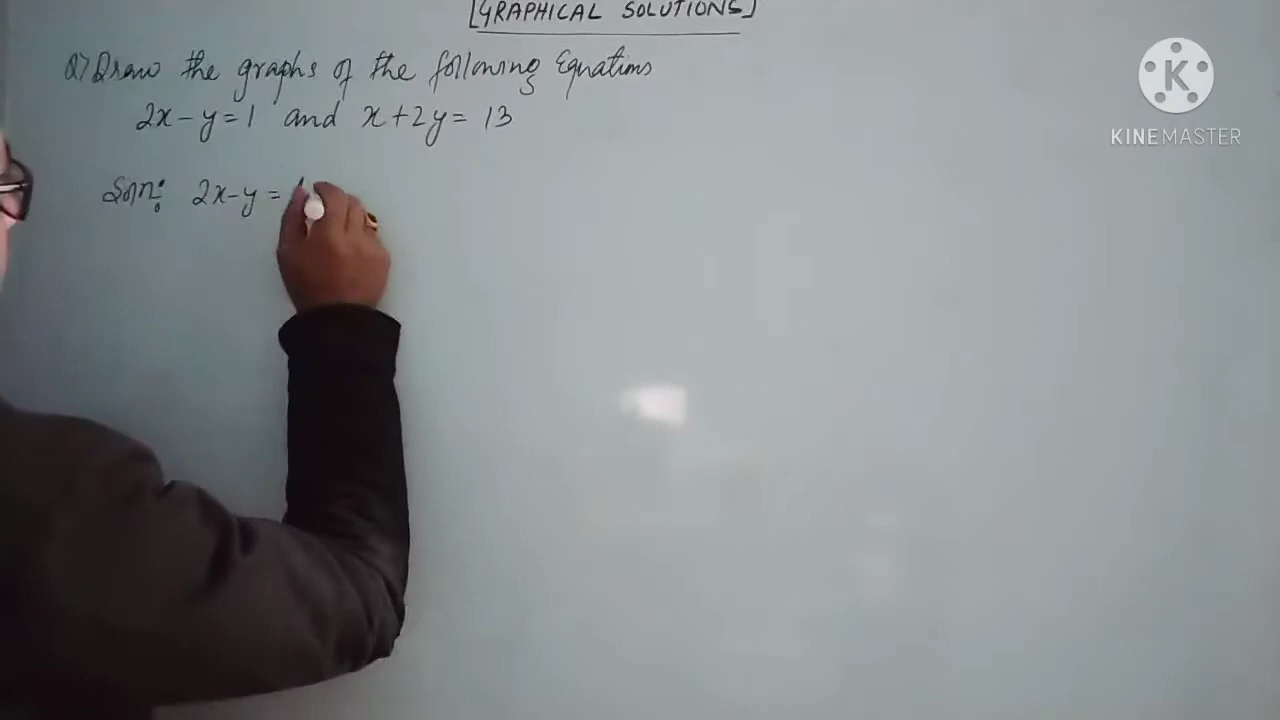 [GRAPHICAL SOLUTIONS]
Q) Draw the graphs of the following Equations
2x - y = 1 and x + 2y = 13
Soln: 2x - y =
K
KINEMASTER